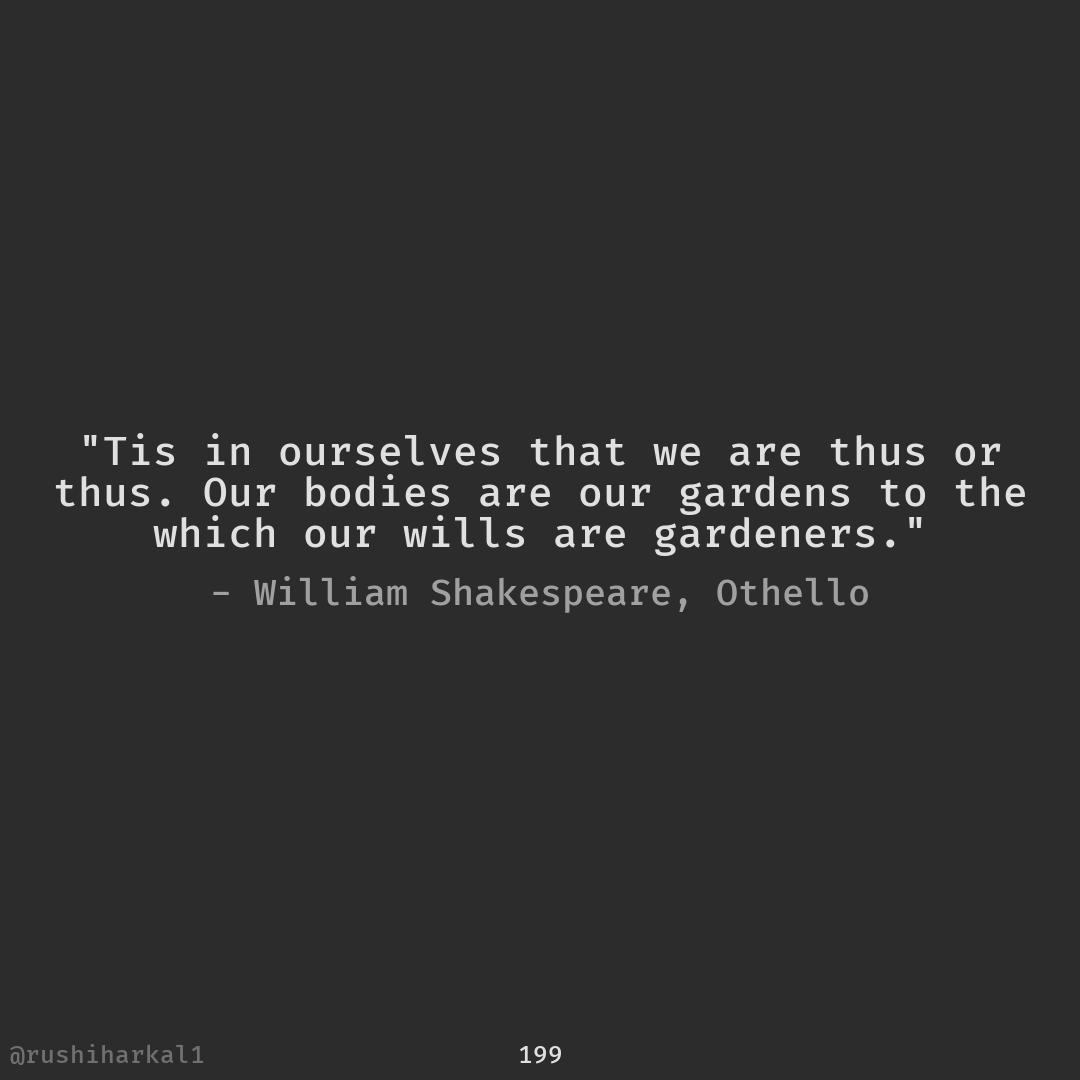 "Tis in ourselves that we are thus or
thus. Our bodies are our gardens to the
which our wills are gardeners."
– William Shakespeare, Othello
@rushiharkal1
199